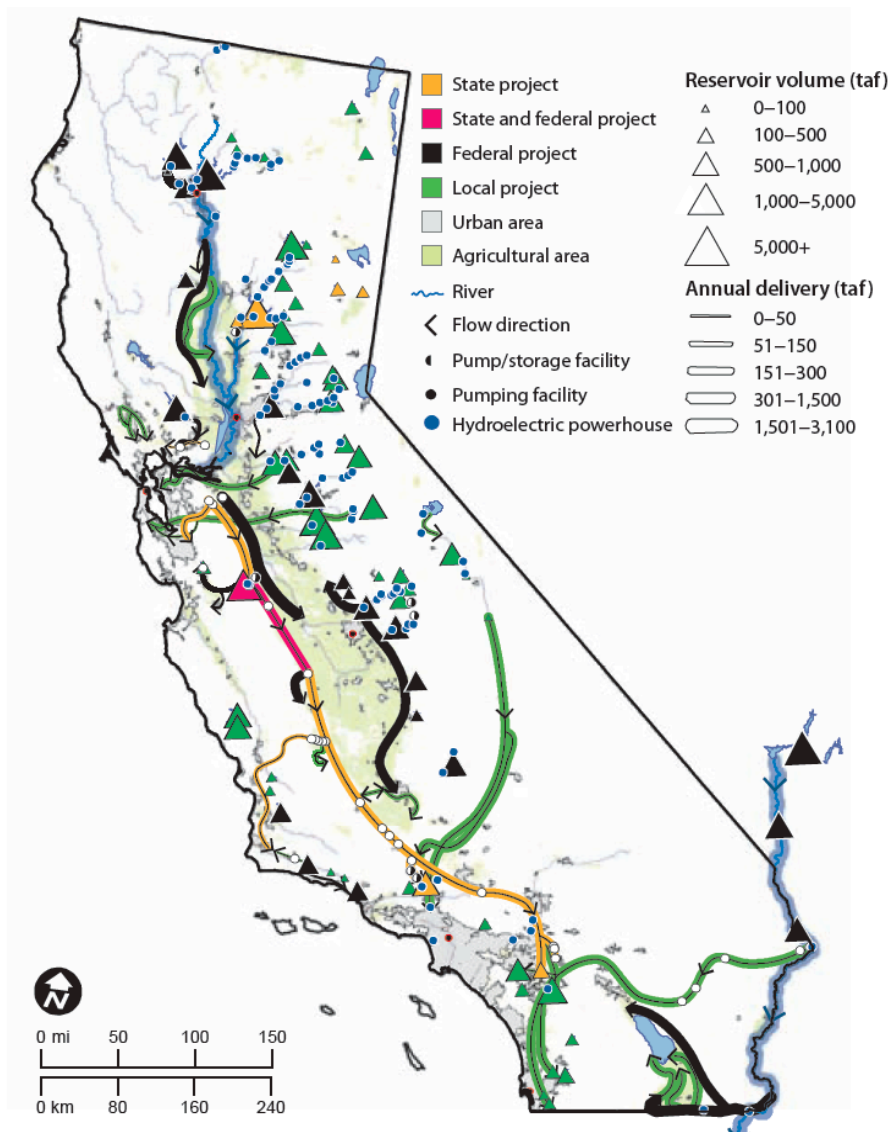 State project
State and federal project
Federal project
Local project
Urban area
Agricultural area
River
Flow direction
Pump/storage facility
Pumping facility
Hydroelectric powerhouse
Reservoir volume (taf)
0–100
100–500
500–1,000
1,000–5,000
5,000+
Annual delivery (taf)
0–50
51–150
151–300
301–1,500
1,501–3,100
N
0 mi 50 100 150
0 km 80 160 240